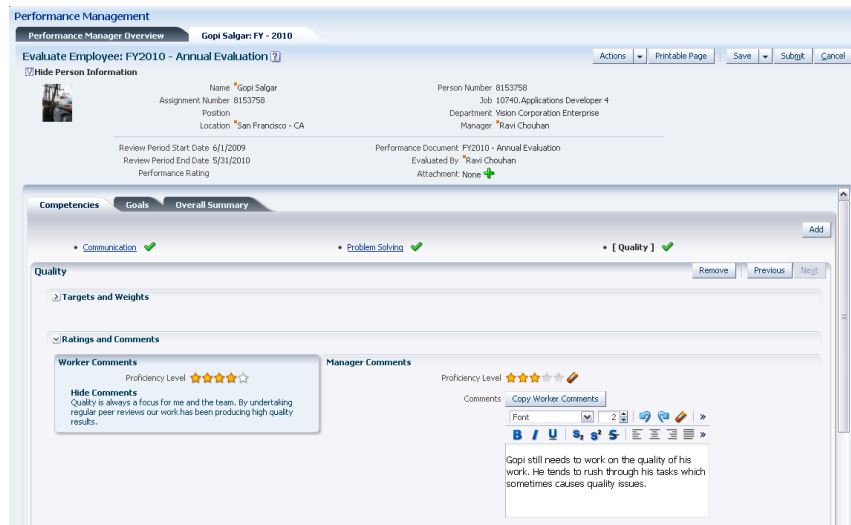 Performance Management
Performance Manager Overview Gopi Salgar: FY - 2010
Evaluate Employee: FY2010 - Annual Evaluation ? Actions Printable Page Save Submit Cancel
Hide Person Information
Name Gopi Salgar Person Number 8153758
Assignment Number 8153758 Job 10740.Applications Developer 4
Position Department Vision Corporation Enterprise
Location San Francisco - CA Manager Ravi Chouhan
Review Period Start Date 6/1/2009 Performance Document FY2010 - Annual Evaluation
Review Period End Date 5/31/2010 Evaluated By Ravi Chouhan
Performance Rating Attachment None
Competencies Goals Overall Summary
Add
• Communication • Problem Solving • [ Quality ]
Quality Remove Previous Next
Targets and Weights
Ratings and Comments
Worker Comments Manager Comments
Proficiency Level Proficiency Level
Hide Comments Comments Copy Worker Comments
Quality is always a focus for me and the team. By undertaking
regular peer reviews our work has been producing high quality
results.
Font 2 »
B I U S2 S2 S »
Gopi still needs to work on the quality of his
work. He tends to rush through his tasks which
sometimes causes quality issues.